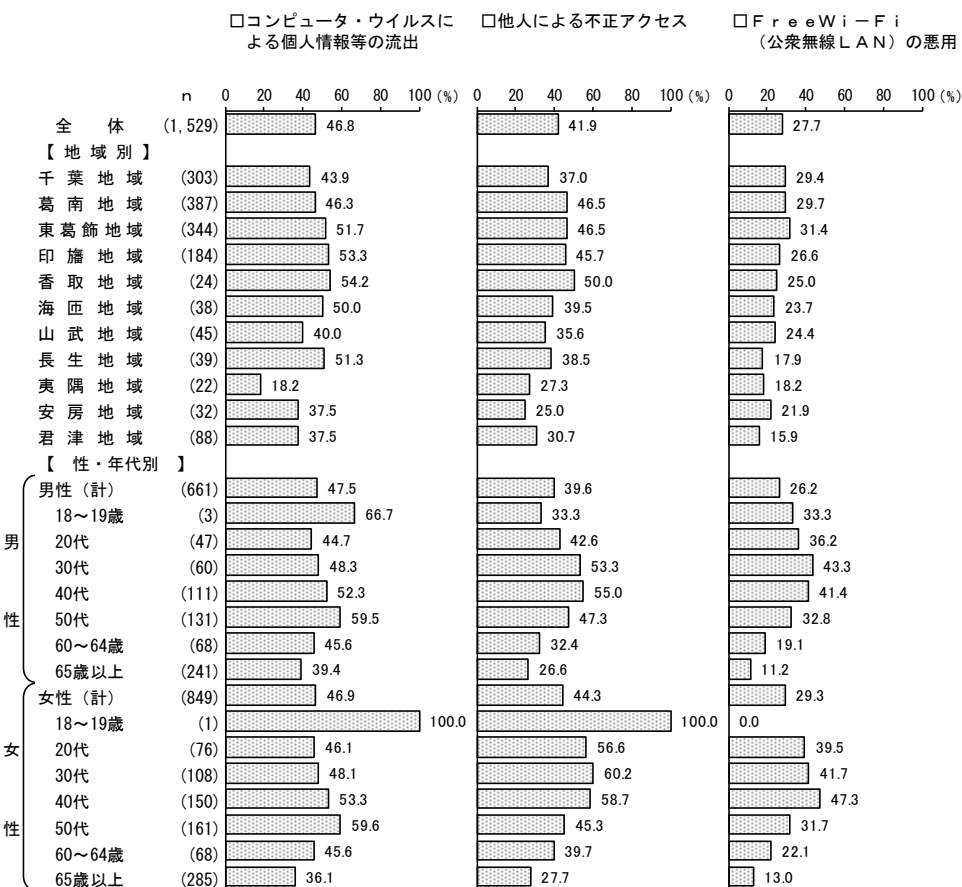 □コンピュータ・ウイルスに
よる個人情報等の流出
□他人による不正アクセス
□ＦｒｅｅＷｉ－Ｆｉ
（公衆無線ＬＡＮ）の悪用
n 0 20 40 60 80 100 (%) 0 20 40 60 80 100 (%) 0 20 40 60 80 100 (%)
全 体 (1,529) 46.8 41.9 27.7
【 地 域 別 】
千 葉 地 域 (303) 43.9 37.0 29.4
葛 南 地 域 (387) 46.3 46.5 29.7
東葛飾地域 (344) 51.7 46.5 31.4
印 旛 地 域 (184) 53.3 45.7 26.6
香 取 地 域 (24) 54.2 50.0 25.0
海 匝 地 域 (38) 50.0 39.5 23.7
山 武 地 域 (45) 40.0 35.6 24.4
長 生 地 域 (39) 51.3 38.5 17.9
夷 隅 地 域 (22) 18.2 27.3 18.2
安 房 地 域 (32) 37.5 25.0 21.9
君 津 地 域 (88) 37.5 30.7 15.9
【 性・年代別 】
男性（計） (661) 47.5 39.6 26.2
18～19歳 (3) 66.7 33.3 33.3
男 20代 (47) 44.7 42.6 36.2
30代 (60) 48.3 53.3 43.3
40代 (111) 52.3 55.0 41.4
性 50代 (131) 59.5 47.3 32.8
60～64歳 (68) 45.6 32.4 19.1
65歳以上 (241) 39.4 26.6 11.2
女性（計） (849) 46.9 44.3 29.3
18～19歳 (1) 100.0 100.0 0.0
女 20代 (76) 46.1 56.6 39.5
30代 (108) 48.1 60.2 41.7
40代 (150) 53.3 58.7 47.3
性 50代 (161) 59.6 45.3 31.7
60～64歳 (68) 45.6 39.7 22.1
65歳以上 (285) 36.1 27.7 13.0